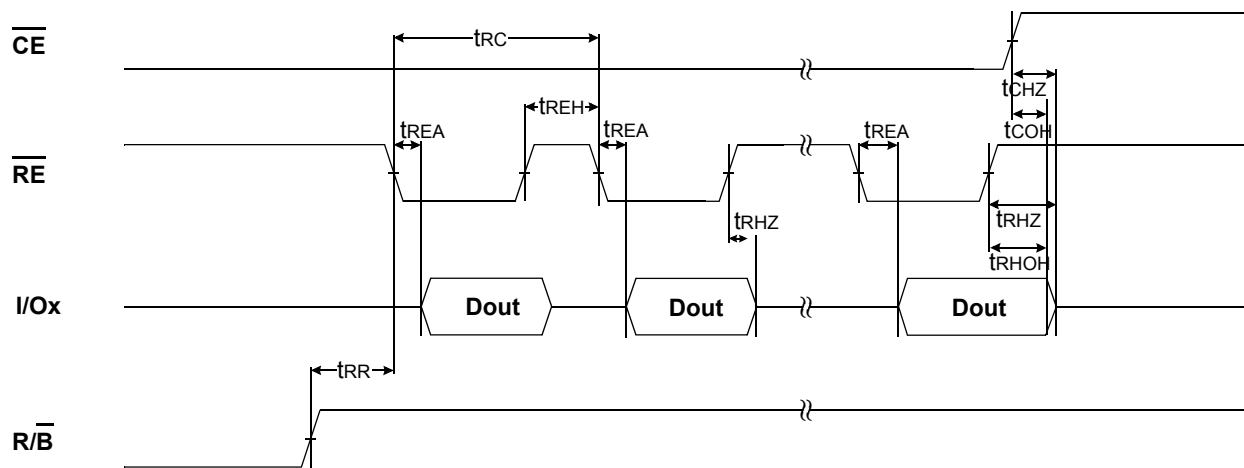 CE
tRC
tCHZ
tREH
tCOH
tREA
tREA
tREA
RE
tRHZ
tRHZ
tRHOH
I/Ox
Dout
Dout
Dout
tRR
R/B